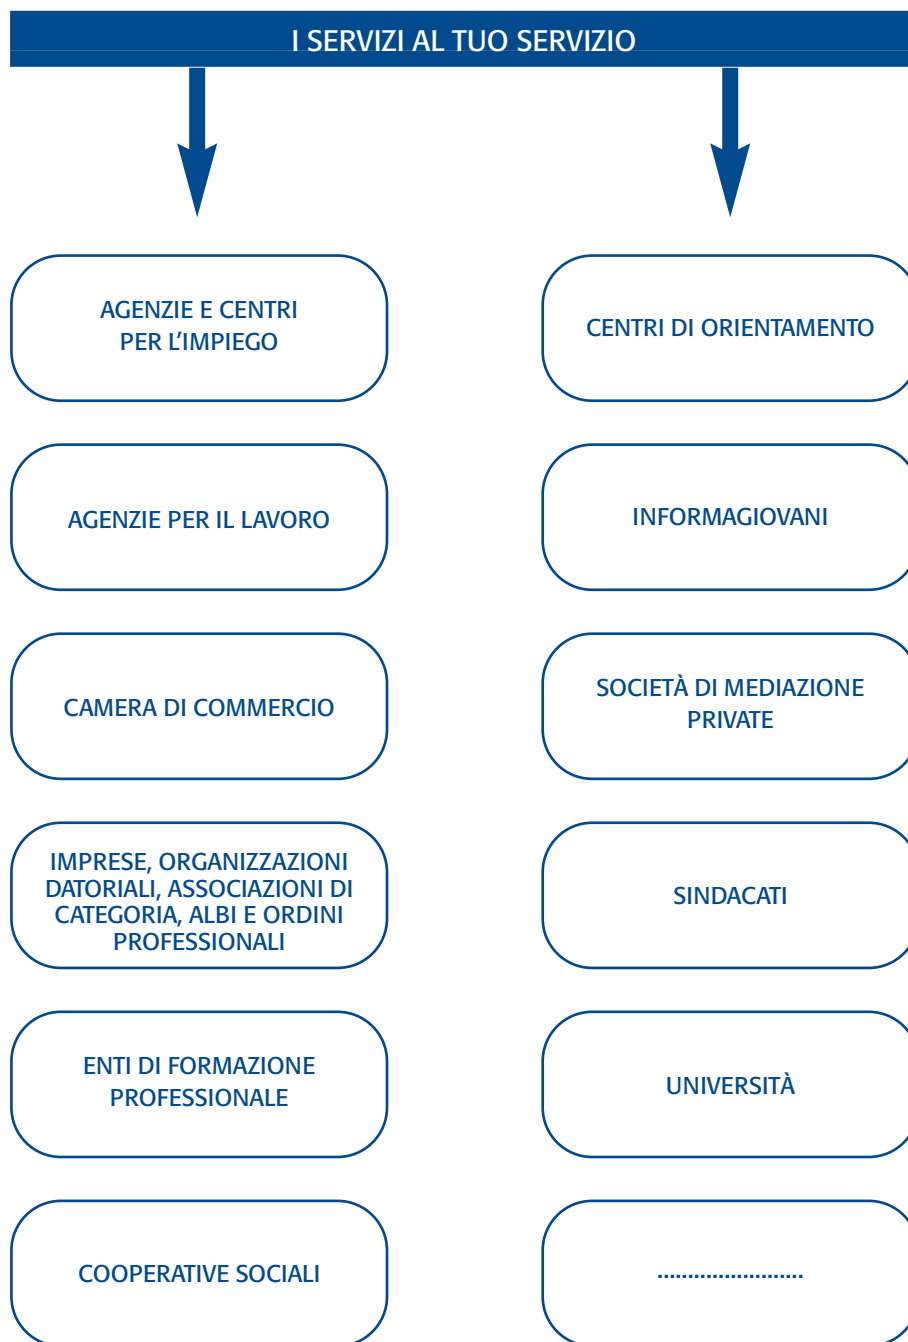 I SERVIZI AL TUO SERVIZIO
AGENZIE E CENTRI
PER L'IMPIEGO
CENTRI DI ORIENTAMENTO
AGENZIE PER IL LAVORO
INFORMAGIOVANI
CAMERA DI COMMERCIO
SOCIETÀ DI MEDIAZIONE
PRIVATE
IMPRESE, ORGANIZZAZIONI
DATORIALI, ASSOCIAZIONI DI
CATEGORIA, ALBI E ORDINI
PROFESSIONALI
SINDACATI
ENTI DI FORMAZIONE
PROFESSIONALE
UNIVERSITÀ
COOPERATIVE SOCIALI
........................